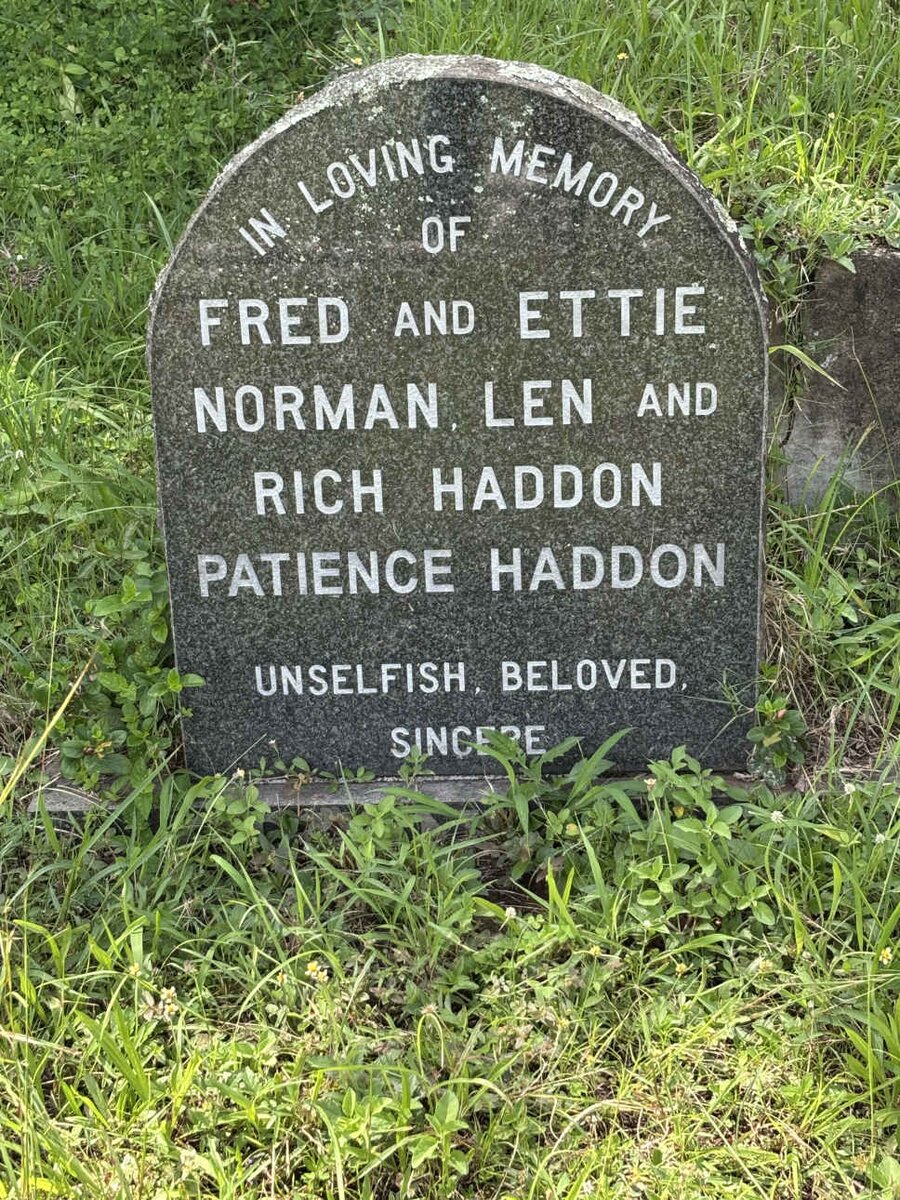 IN LOVING MEMORY
OF
FRED AND ETTIE
NORMAN, LEN AND
RICH HADDON
PATIENCE HADDON
UNSELFISH, BELOVED,
SINCERE